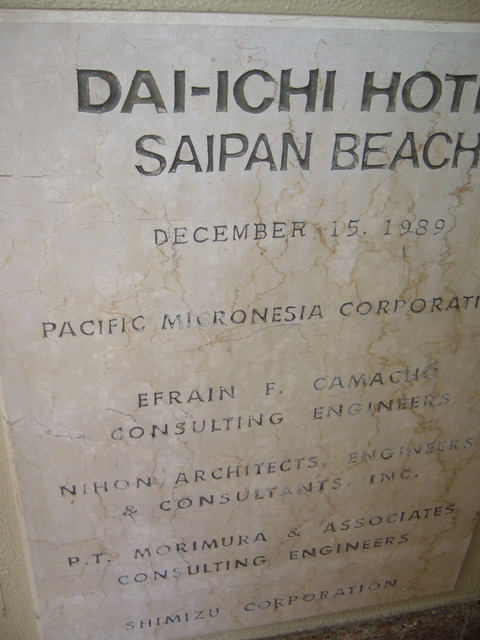 DAI-ICHI HOT
SAIPAN BEACH
DECEMBER 15. 1989
PACIFIC MICRONESIA CORPORATI
EFRAIN F. CAMACHO
CONSULTING ENGINEERS
NIHON ARCHITECTS, ENGINEERS
& CONSULTANTS, INC.
P.T. MORIMURA & ASSOCIATES
CONSULTING ENGINEERS
SHIMIZU CORPORATION